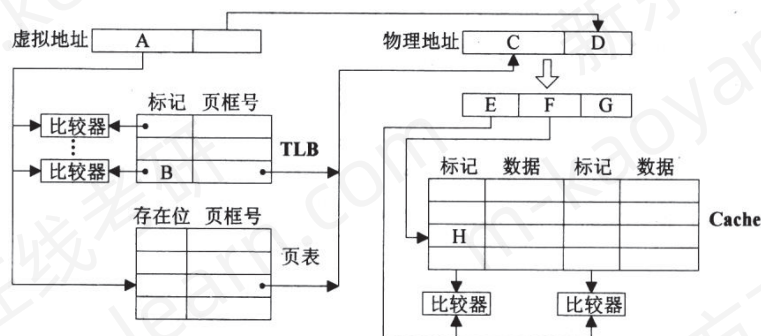 虚拟地址 A
物理地址 C D
E F G
标记 页框号
比较器
⋮
比较器 B
TLB
存在位 页框号
页表
标记 数据 标记 数据
H
Cache
比较器 比较器